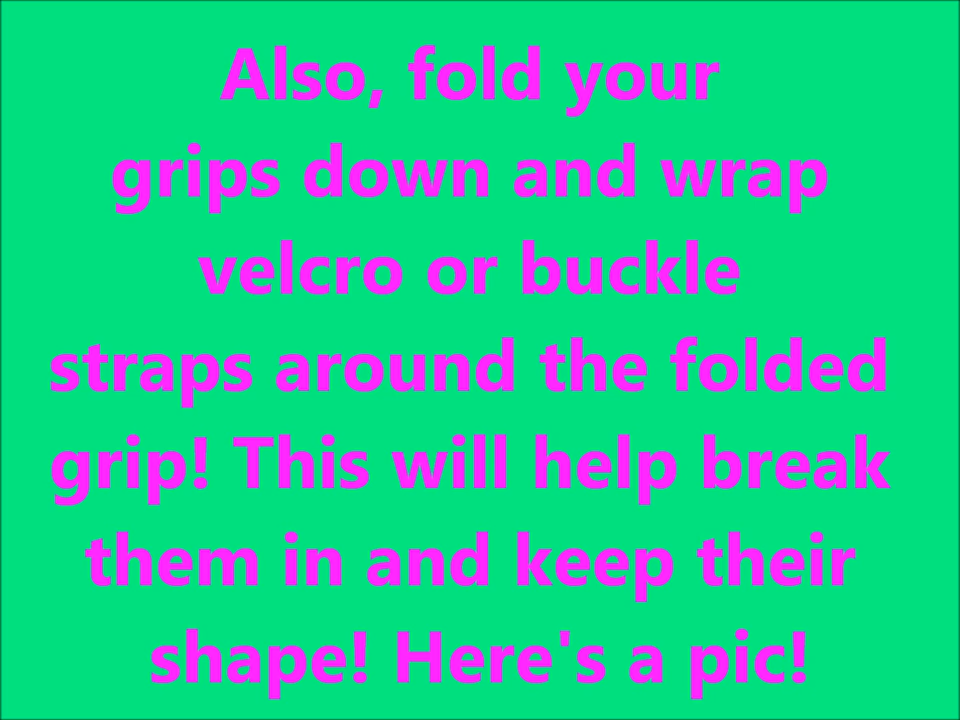 Also, fold your
grips down and wrap
velcro or buckle
straps around the folded
grip! This will help break
them in and keep their
shape! Here's a pic!